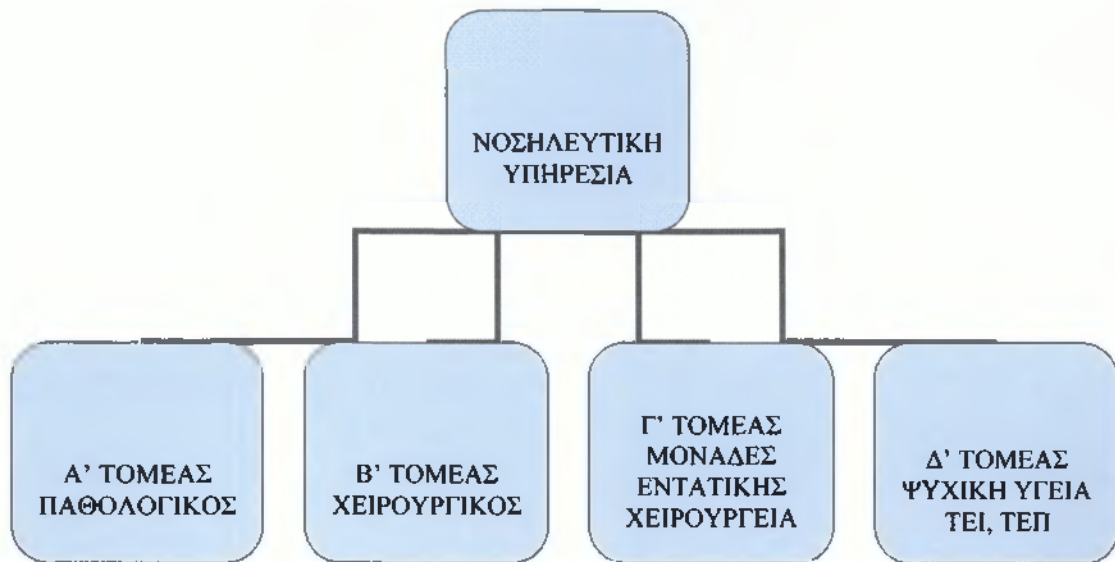 ΝΟΣΗΛΕΥΤΙΚΗ
ΥΠΗΡΕΣΙΑ
Α' ΤΟΜΕΑΣ
ΠΑΘΟΛΟΓΙΚΟΣ
Β' ΤΟΜΕΑΣ
ΧΕΙΡΟΥΡΓΙΚΟΣ
Γ' ΤΟΜΕΑΣ
ΜΟΝΑΔΕΣ
ΕΝΤΑΤΙΚΗΣ
ΧΕΙΡΟΥΡΓΕΙΑ
Δ' ΤΟΜΕΑΣ
ΨΥΧΙΚΗ ΥΓΕΙΑ
ΤΕΙ, ΤΕΠ